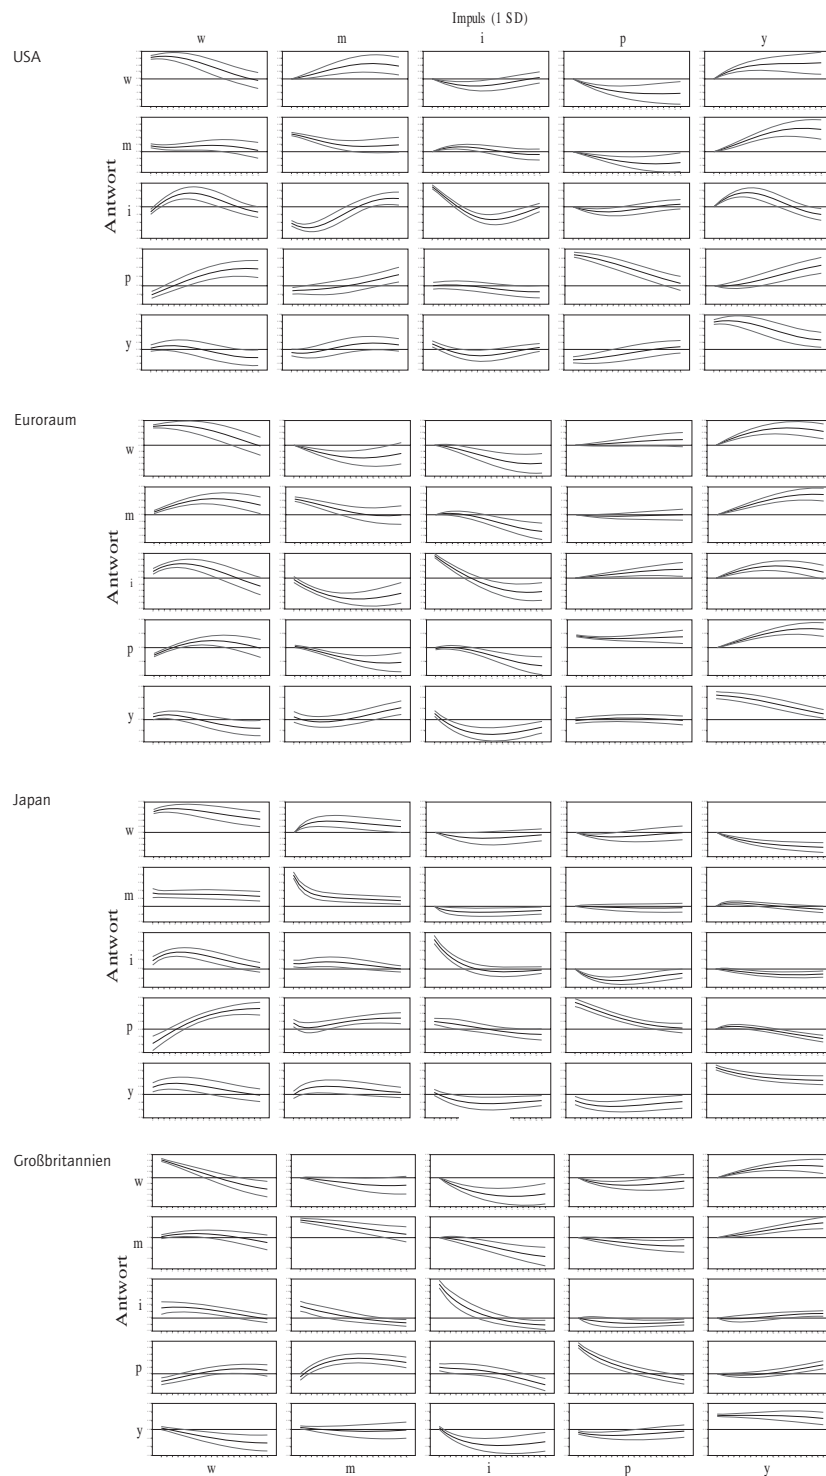 Impuls (1 SD)
w m i p y
USA
w
m
i
p
y
Antwort
Euroraum
w
m
i
p
y
Antwort
Japan
w
m
i
p
y
Antwort
Großbritannien
w
m
i
p
y
Antwort
w m i p y